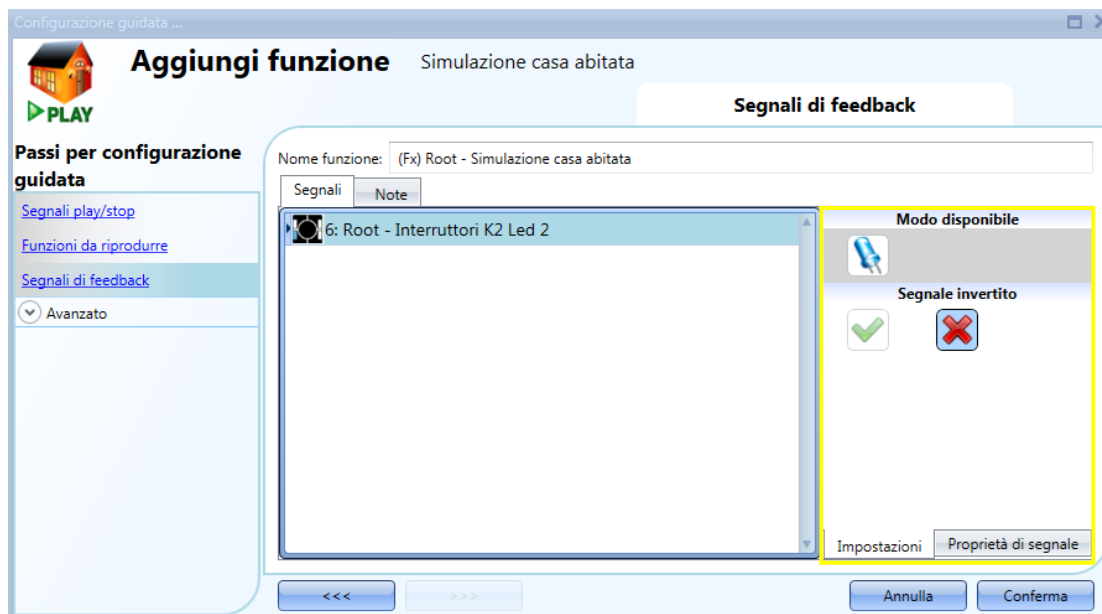 Configurazione guidata ...
Aggiungi funzione Simulazione casa abitata
PLAY
Segnali di feedback
Passi per configurazione
guidata
Segnali play/stop
Funzioni da riprodurre
Segnali di feedback
Avanzato
Nome funzione: (Fx) Root - Simulazione casa abitata
Segnali Note
6: Root - Interruttori K2 Led 2
Modo disponibile
Segnale invertito
Impostazioni Proprietà di segnale
<<< >>> Annulla Conferma